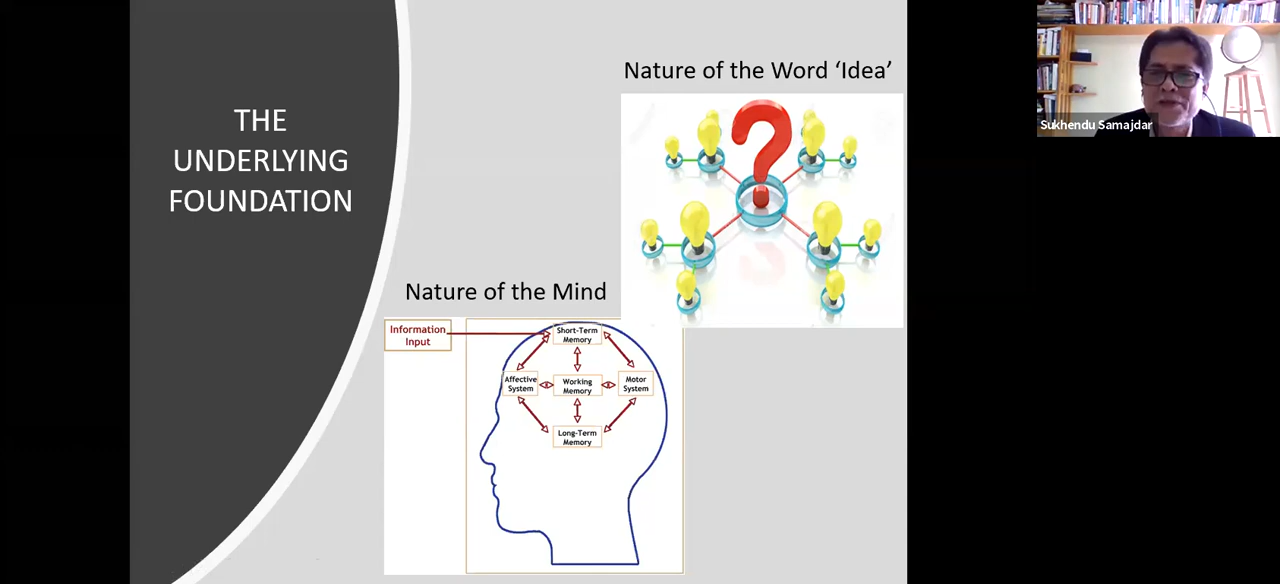 THE
UNDERLYING
FOUNDATION
Nature of the Word ‘Idea’
Nature of the Mind
Information
Input
Short-Term
Memory
Affective
System
Working
Memory
Motor
System
Long-Term
Memory
Sukhendu Samajdar